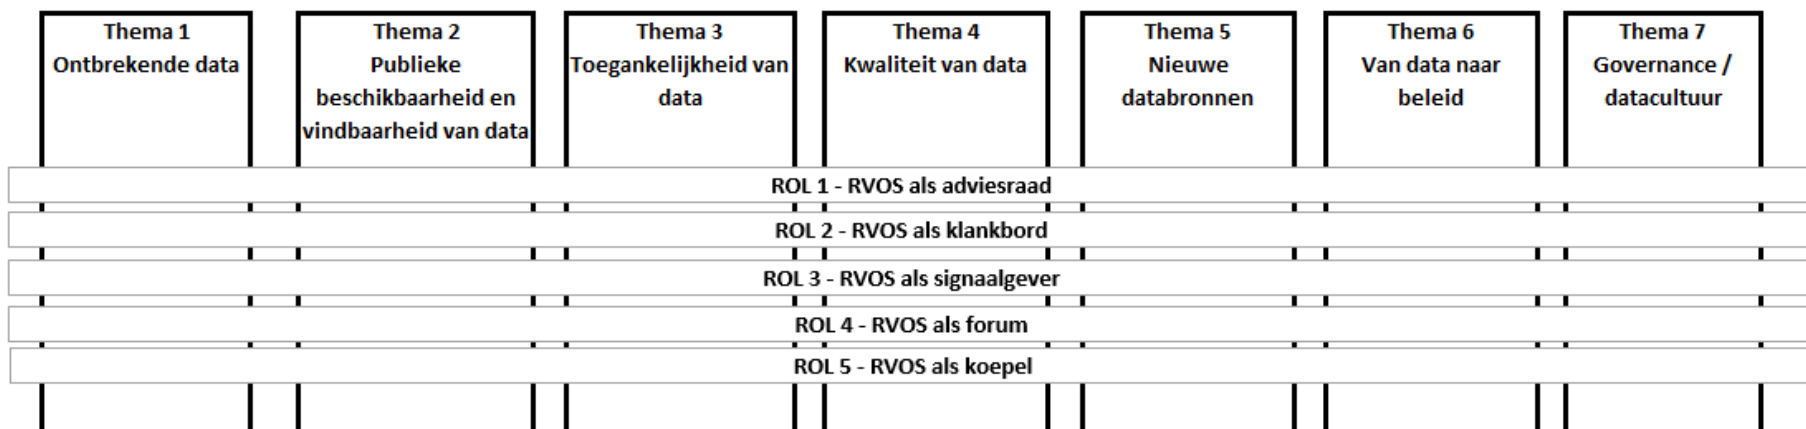 Thema 1
Ontbrekende data
Thema 2
Publieke
beschikbaarheid en
vindbaarheid van data
Thema 3
Toegankelijkheid van
data
Thema 4
Kwaliteit van data
Thema 5
Nieuwe
databronnen
Thema 6
Van data naar
beleid
Thema 7
Governance /
datacultuur
ROL 1 - RVOS als adviesraad
ROL 2 - RVOS als klankbord
ROL 3 - RVOS als signaalgever
ROL 4 - RVOS als forum
ROL 5 - RVOS als koepel